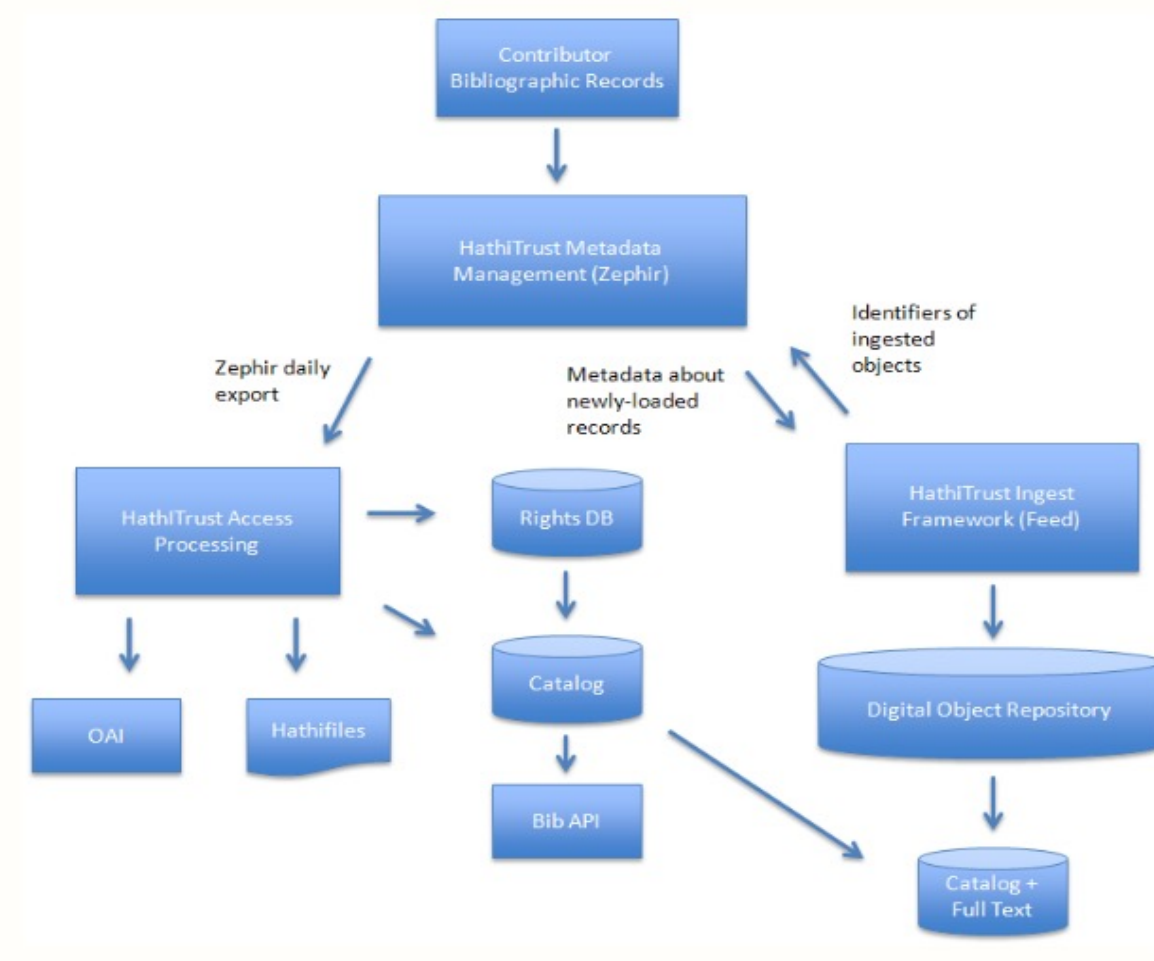 Contributor
Bibliographic Records
HathiTrust Metadata
Management (Zephir)
Identifiers of
ingested
objects
Zephir daily
export
Metadata about
newly-loaded
records
HathiTrust Access
Processing
Rights DB
HathiTrust Ingest
Framework (Feed)
Catalog
Digital Object Repository
OAI
Hathifiles
Bib API
Catalog +
Full Text